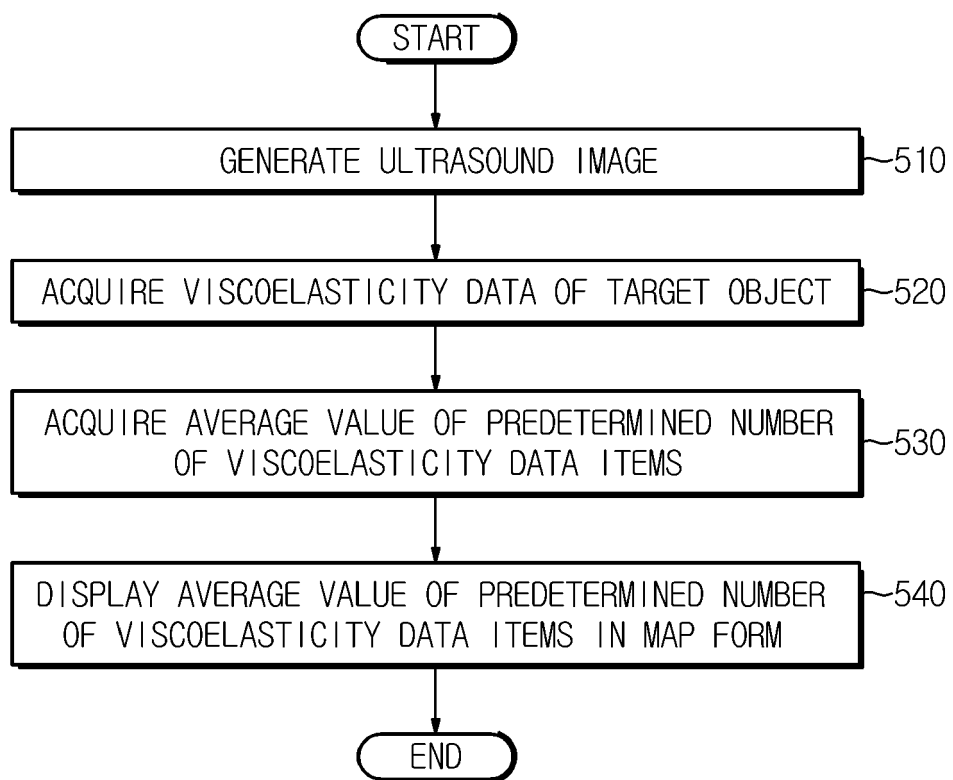 START
GENERATE ULTRASOUND IMAGE
510
ACQUIRE VISCOELASTICITY DATA OF TARGET OBJECT
520
ACQUIRE AVERAGE VALUE OF PREDETERMINED NUMBER
OF VISCOELASTICITY DATA ITEMS
530
DISPLAY AVERAGE VALUE OF PREDETERMINED NUMBER
OF VISCOELASTICITY DATA ITEMS IN MAP FORM
540
END